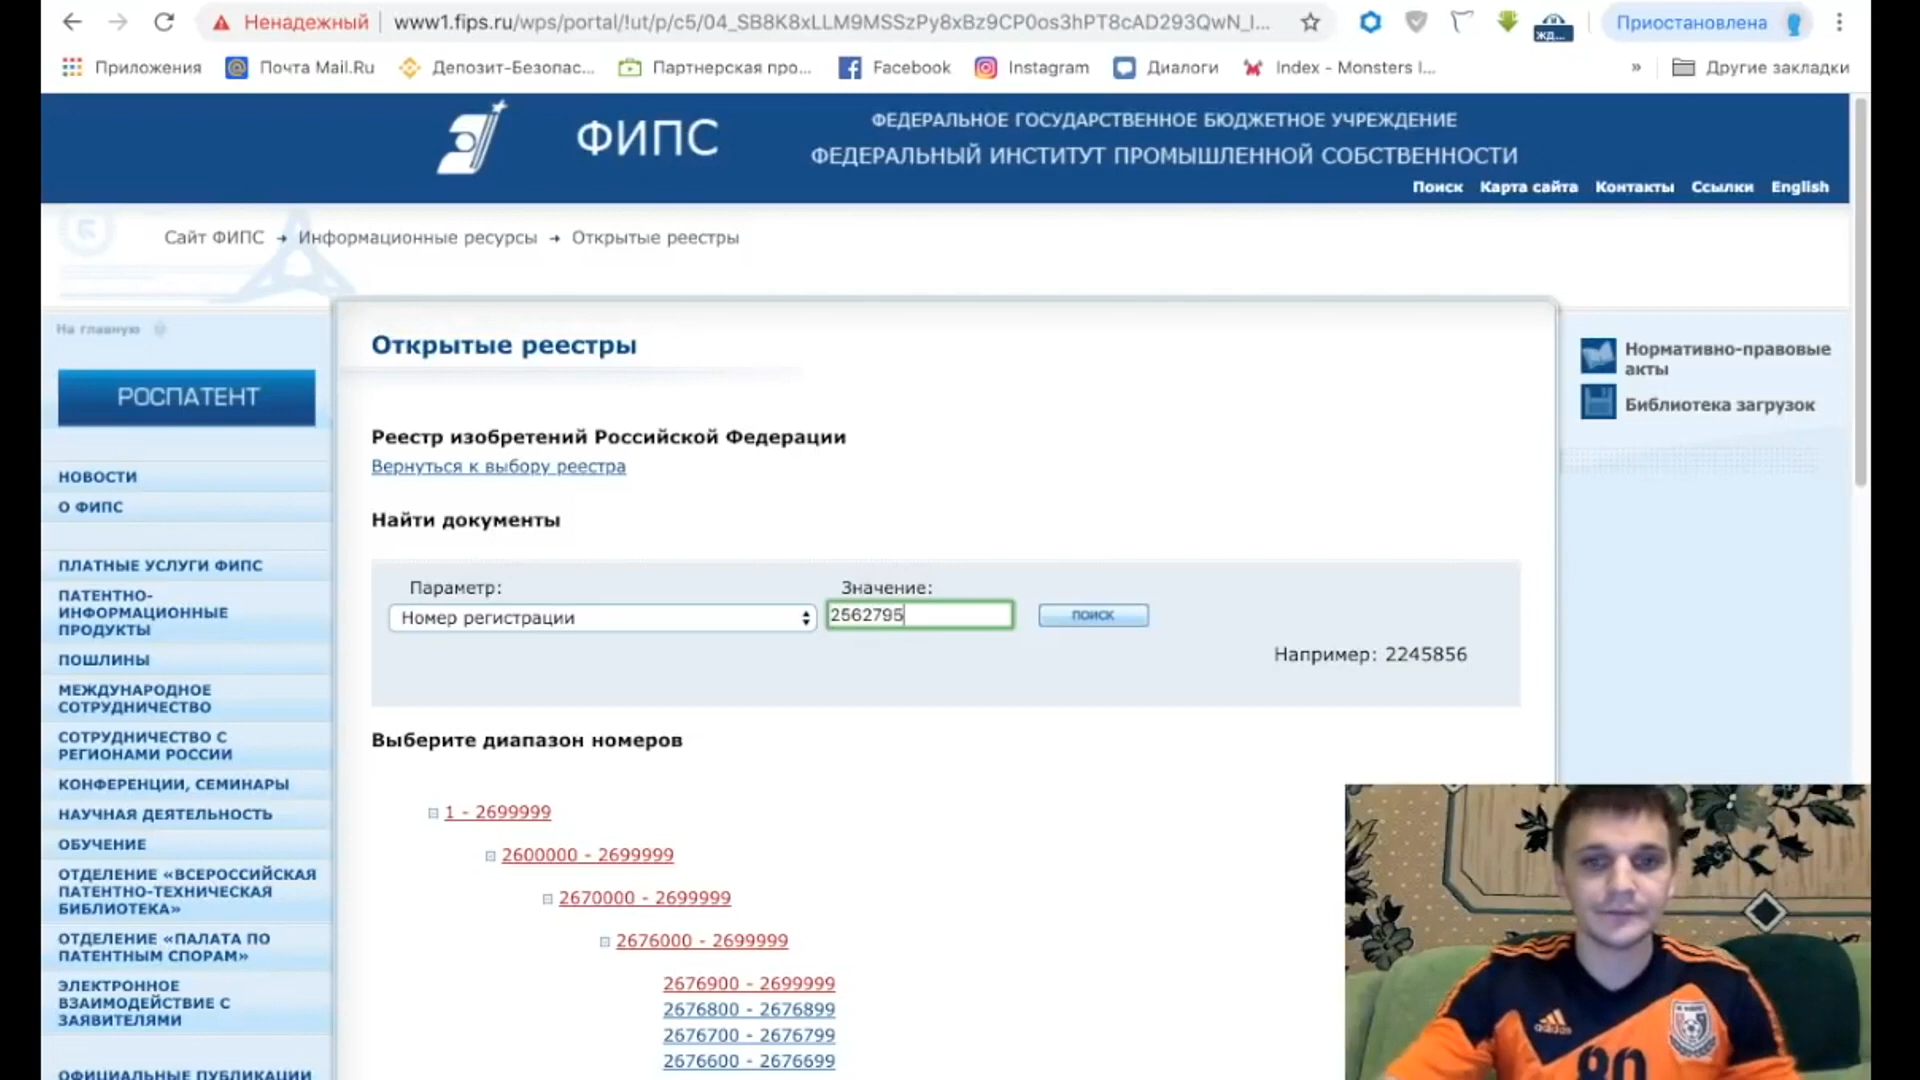 Ненадежный
www1.fips.ru/wps/portal/!ut/p/c5/04_SB8K8xLLM9MSSzPy8xBz9CP0os3hPT8cAD293QwN_I...
жд...
Приостановлена
Приложения
Почта Mail.Ru
Депозит-Безопас...
Партнерская про...
Facebook
Instagram
Диалоги
Index - Monsters I...
»
Другие закладки
ФИПС
ФЕДЕРАЛЬНОЕ ГОСУДАРСТВЕННОЕ БЮДЖЕТНОЕ УЧРЕЖДЕНИЕ
ФЕДЕРАЛЬНЫЙ ИНСТИТУТ ПРОМЫШЛЕННОЙ СОБСТВЕННОСТИ
Поиск Карта сайта Контакты Ссылки English
Сайт ФИПС → Информационные ресурсы → Открытые реестры
На главную
РОСПАТЕНТ
НОВОСТИ
О ФИПС
ПЛАТНЫЕ УСЛУГИ ФИПС
ПАТЕНТНО-
ИНФОРМАЦИОННЫЕ
ПРОДУКТЫ
ПОШЛИНЫ
МЕЖДУНАРОДНОЕ
СОТРУДНИЧЕСТВО
СОТРУДНИЧЕСТВО С
РЕГИОНАМИ РОССИИ
КОНФЕРЕНЦИИ, СЕМИНАРЫ
НАУЧНАЯ ДЕЯТЕЛЬНОСТЬ
ОБУЧЕНИЕ
ОТДЕЛЕНИЕ «ВСЕРОССИЙСКАЯ
ПАТЕНТНО-ТЕХНИЧЕСКАЯ
БИБЛИОТЕКА»
ОТДЕЛЕНИЕ «ПАЛАТА ПО
ПАТЕНТНЫМ СПОРАМ»
ЭЛЕКТРОННОЕ
ВЗАИМОДЕЙСТВИЕ С
ЗАЯВИТЕЛЯМИ
ОФИЦИАЛЬНЫЕ ПУБЛИКАЦИИ
Открытые реестры
Реестр изобретений Российской Федерации
Вернуться к выбору реестра
Найти документы
Параметр:
Значение:
Номер регистрации
2562795
поиск
Например: 2245856
Выберите диапазон номеров
1 - 2699999
2600000 - 2699999
2670000 - 2699999
2676000 - 2699999
2676900 - 2699999
2676800 - 2676899
2676700 - 2676799
2676600 - 2676699
Нормативно-правовые
акты
Библиотека загрузок
adidas
80